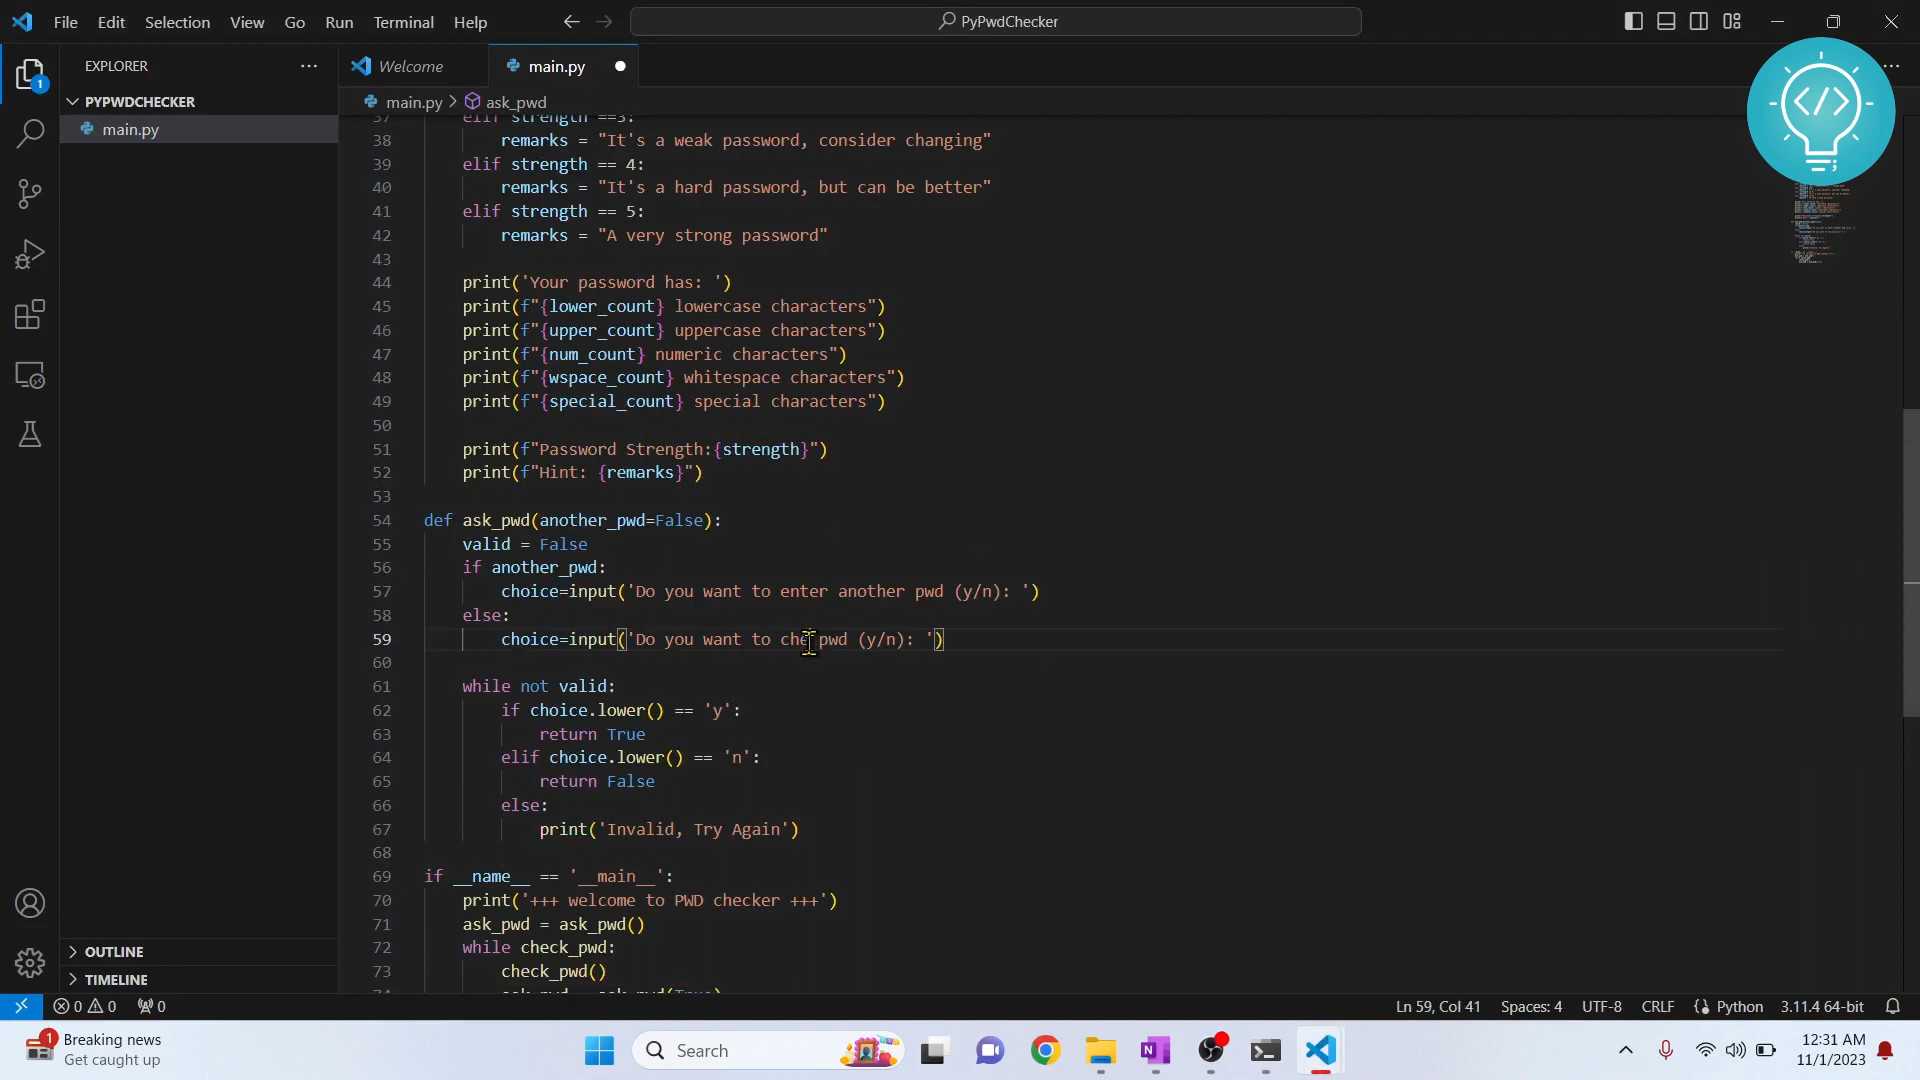 File Edit Selection View Go Run Terminal Help
PyPwdChecker
EXPLORER
Welcome
main.py
1
PYPWDCHECKER
main.py
main.py > ask_pwd
37 elif strength ==3:
38 remarks = "It's a weak password, consider changing"
39 elif strength == 4:
40 remarks = "It's a hard password, but can be better"
41 elif strength == 5:
42 remarks = "A very strong password"
43
44 print('Your password has: ')
45 print(f"{lower_count} lowercase characters")
46 print(f"{upper_count} uppercase characters")
47 print(f"{num_count} numeric characters")
48 print(f"{wspace_count} whitespace characters")
49 print(f"{special_count} special characters")
50
51 print(f"Password Strength:{strength}")
52 print(f"Hint: {remarks}")
53
54 def ask_pwd(another_pwd=False):
55 valid = False
56 if another_pwd:
57 choice=input('Do you want to enter another pwd (y/n): ')
58 else:
59 choice=input('Do you want to che pwd (y/n): ')
60
61 while not valid:
62 if choice.lower() == 'y':
63 return True
64 elif choice.lower() == 'n':
65 return False
66 else:
67 print('Invalid, Try Again')
68
69 if __name__ == '__main__':
70 print('+++ welcome to PWD checker +++')
71 ask_pwd = ask_pwd()
72 while check_pwd:
73 check_pwd()
74 ask_pwd = ask_pwd(True)
OUTLINE
TIMELINE
0 0 0
Ln 59, Col 41 Spaces: 4 UTF-8 CRLF Python 3.11.4 64-bit
1 Breaking news
Get caught up
Search
12:31 AM
11/1/2023